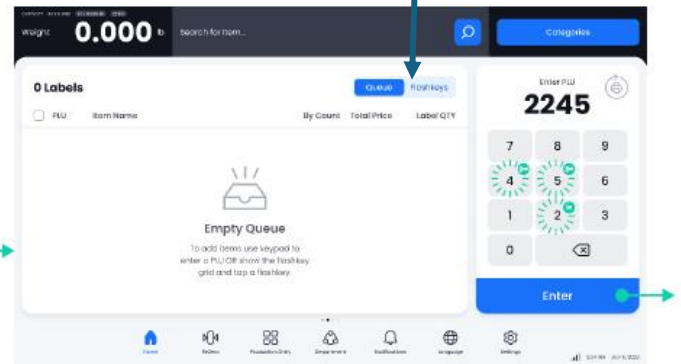 Weight 0.000 lb
Search for Item...
Categories
0 Labels
Queue
Flashkeys
PLU Item Name By Count Total Price Label QTY
Empty Queue
To add items use keypad to
enter a PLU OR show the flashkey
grid and tap a flashkey
Enter PLU
2245
7 8 9
4 5 6
1 2 3
0
Enter
Home
Reflexs
Production Entry
Department
Notifications
Language
Settings